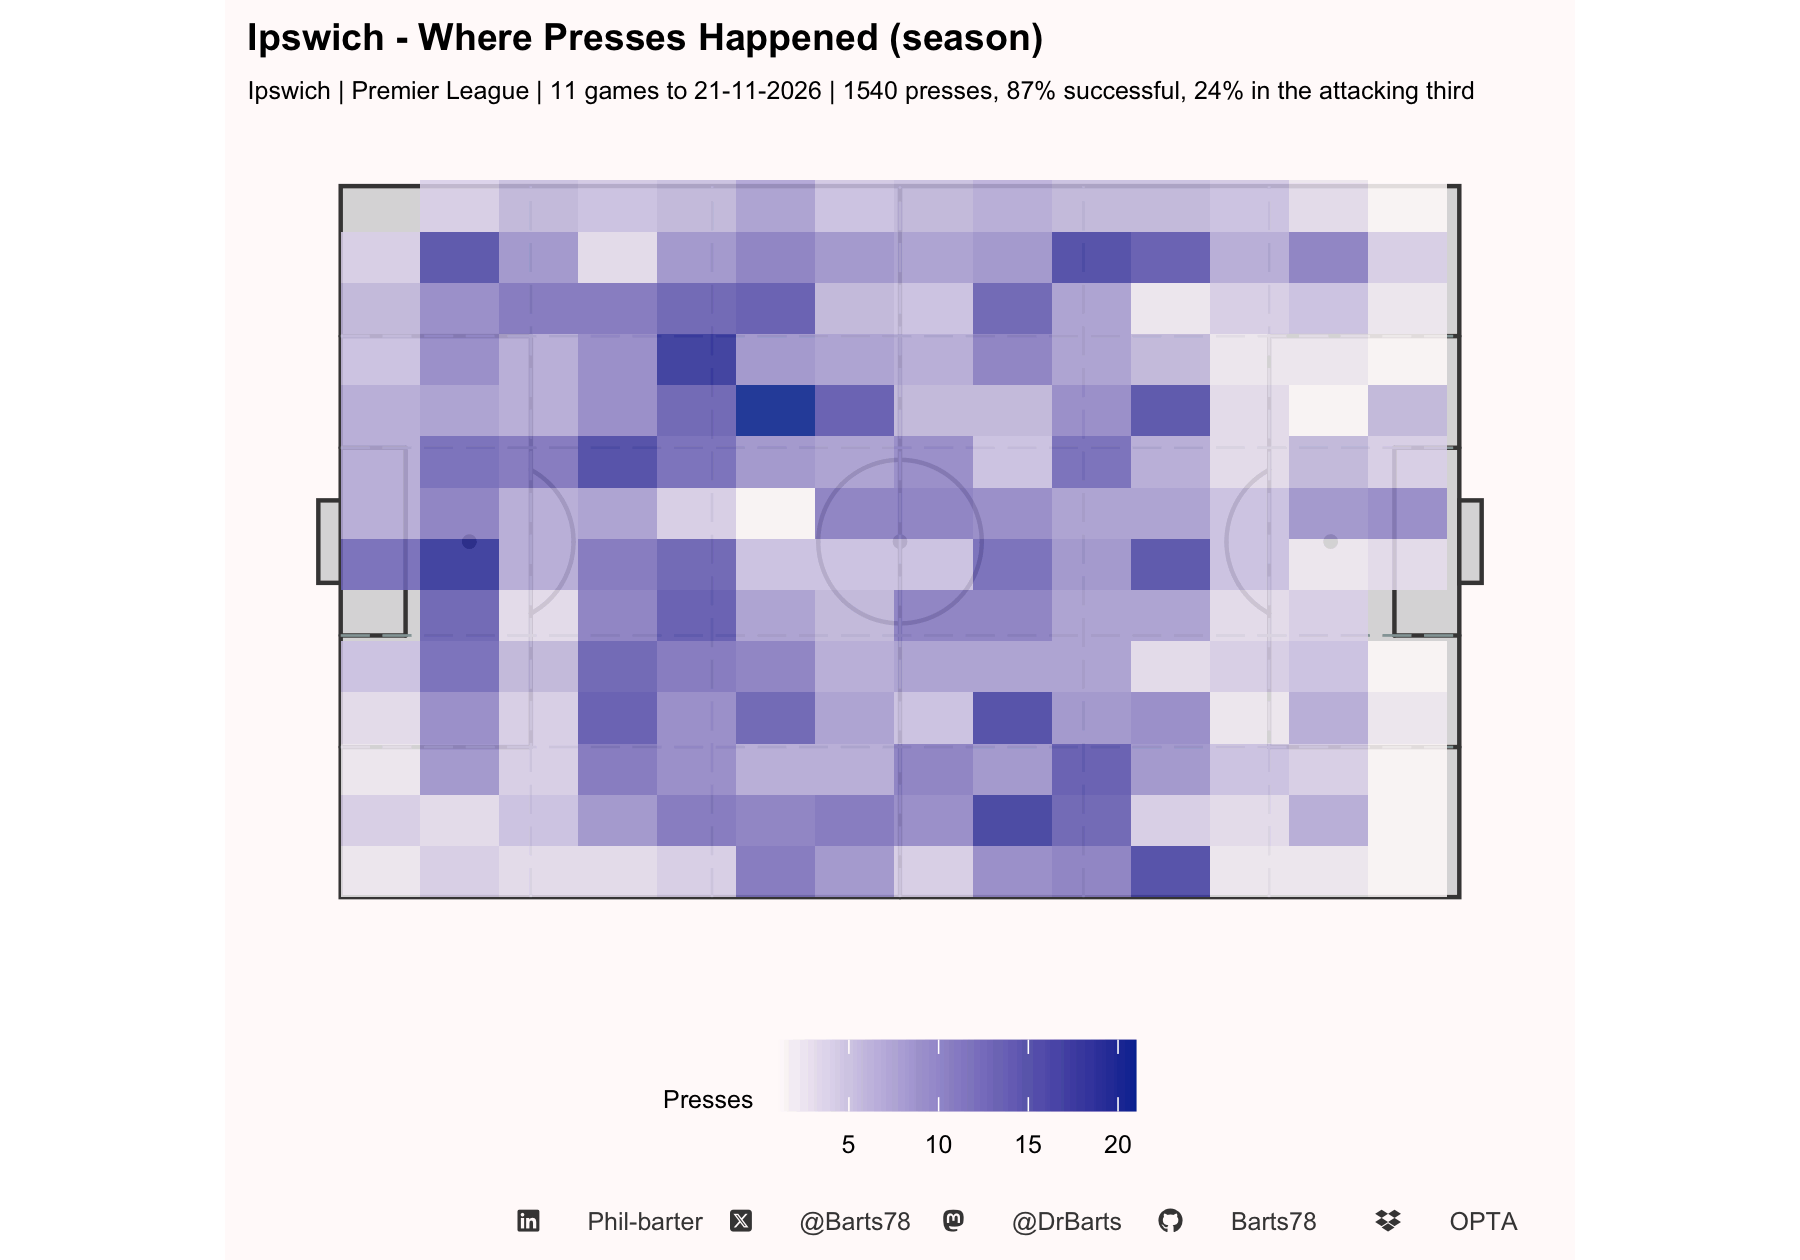 Ipswich - Where Presses Happened (season)
Ipswich | Premier League | 11 games to 21-11-2026 | 1540 presses, 87% successful, 24% in the attacking third
Presses
5 10 15 20
Phil-barter @Barts78 @DrBarts Barts78 OPTA